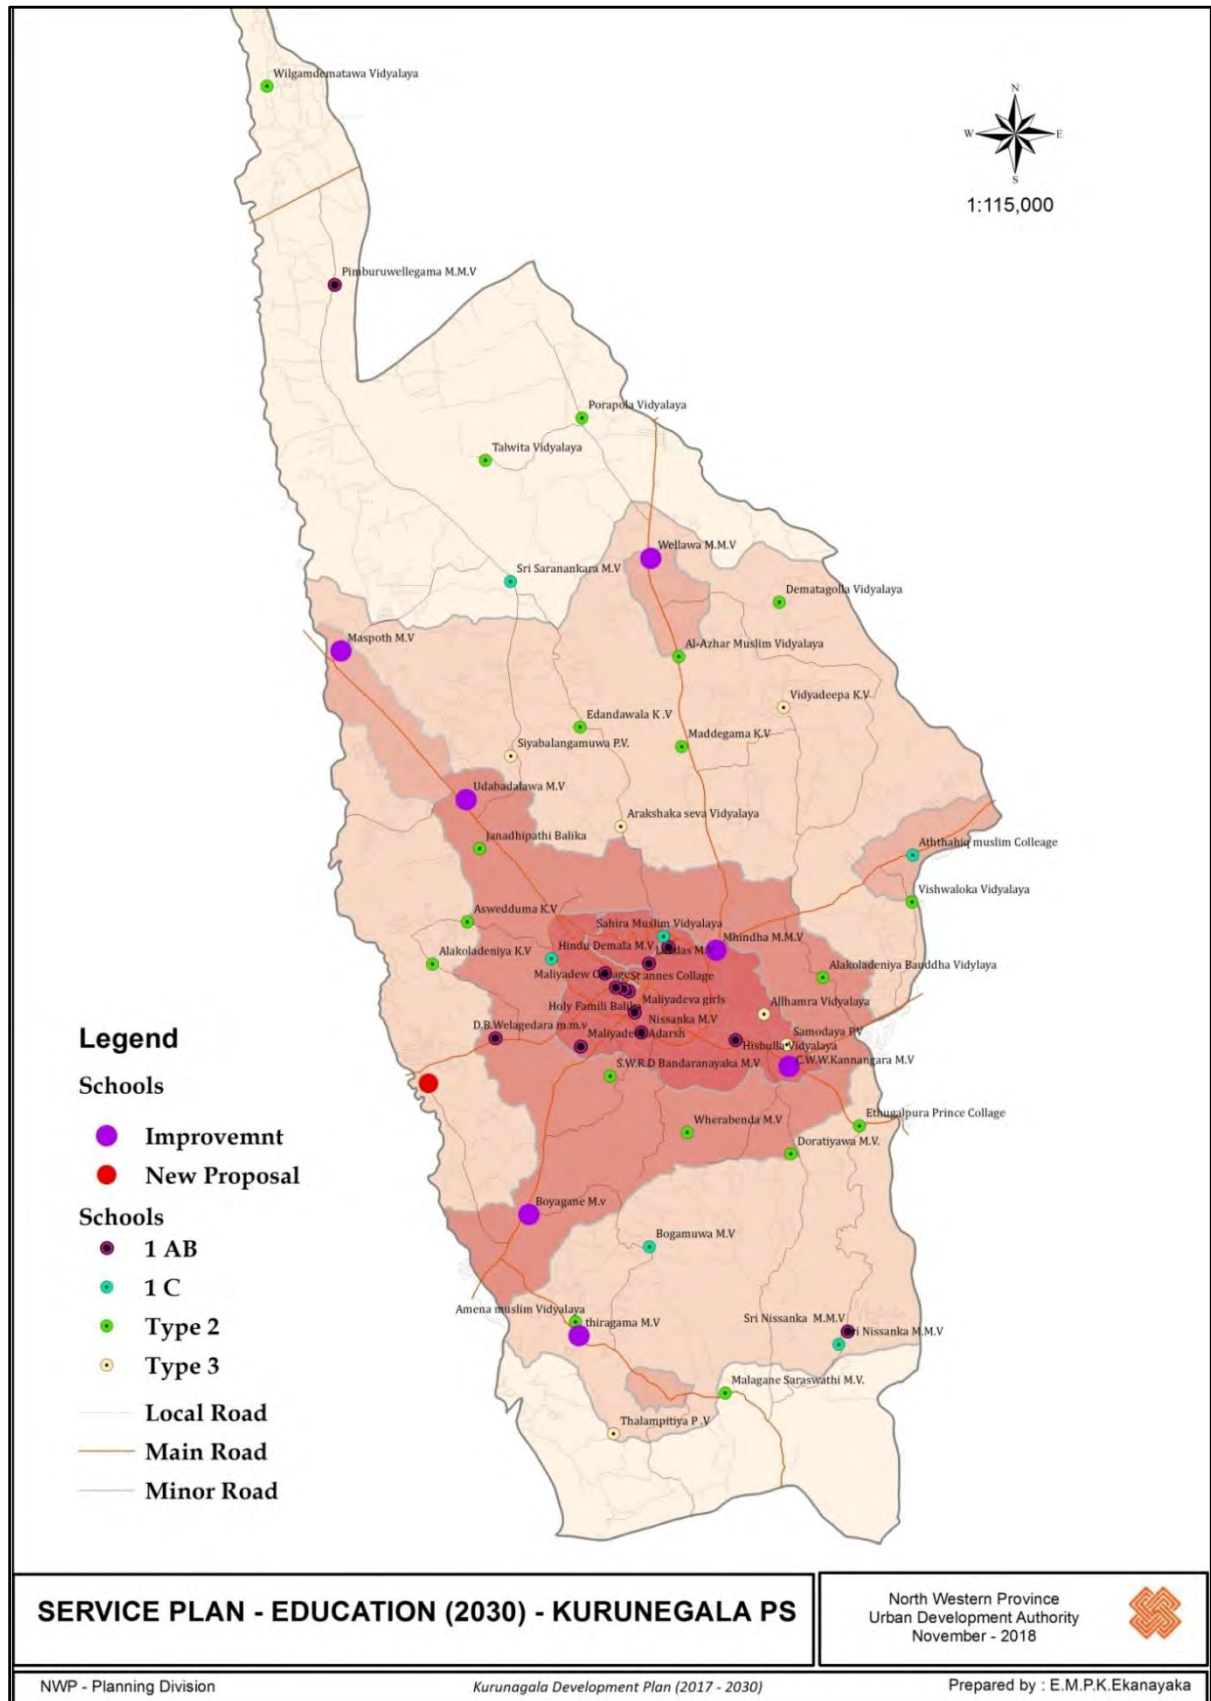 Wilgamdematawa Vidyalaya
N
W
E
S
1:115,000
Pimburuwellegama M.M.V
Porapola Vidyalaya
Talwita Vidyalaya
Wellawa M.M.V
Sri Saranankara M.V
Dematagolla Vidyalaya
Maspoth M.V
Al-Azhar Muslim Vidyalaya
Vidyadeepa K.V
Edandawala K .V
Maddegama K.V
Siyabalangamuwa P.V.
Udabadalawa M.V
Arakshaka seva Vidyalaya
Janadhipathi Balika
Aththahiq muslim Colleage
Vishwaloka Vidyalaya
Aswedduma K.V
Sahira Muslim Vidyalaya
Mhindha M.M.V
Hindu Demala M.V
Alakoladeniya K.V
Alakoladeniya Bauddha Vidylaya
Maliyadew
St annes Collage
Maliyadeva girls
Allhamra Vidyalaya
Holy Famili Balika
Nissanka M.V
D.B.Welagedara m.m.v
Maliyadeva Adarsh
Samodaya P.V
Hisbulla Vidyalaya
C.W.W.Kannangara M.V
S.W.R.D Bandaranayaka M.V
Ethugalpura Prince Collage
Wherabenda M.V
Doratiyawa M.V.
Boyagane M.v
Bogamuwa M.V
Amena muslim Vidyalaya
thiragama M.V
Sri Nissanka M.M.V
ri Nissanka M.M.V
Malagane Saraswathi M.V.
Thalampitiya P .V
Legend
Schools
Improvemnt
New Proposal
Schools
1 AB
1 C
Type 2
Type 3
Local Road
Main Road
Minor Road
SERVICE PLAN - EDUCATION (2030) - KURUNEGALA PS
North Western Province
Urban Development Authority
November - 2018
NWP - Planning Division
Kurunagala Development Plan (2017 - 2030)
Prepared by : E.M.P.K.Ekanayaka